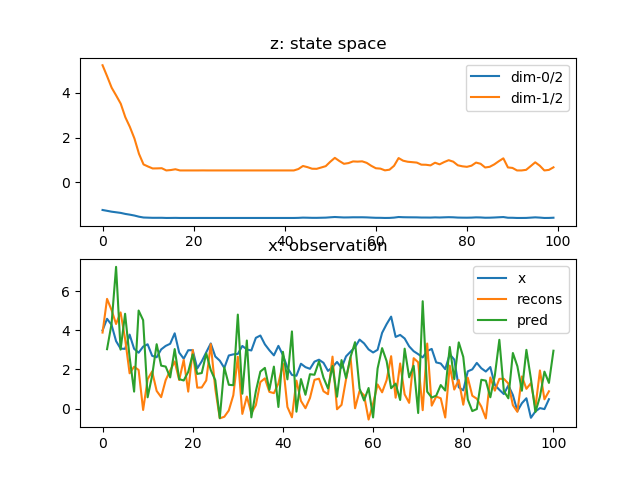 z: state space
dim-0/2
dim-1/2
4
2
0
0 20 40 60 80 100
x: observation
x
recons
pred
6
4
2
0
0 20 40 60 80 100